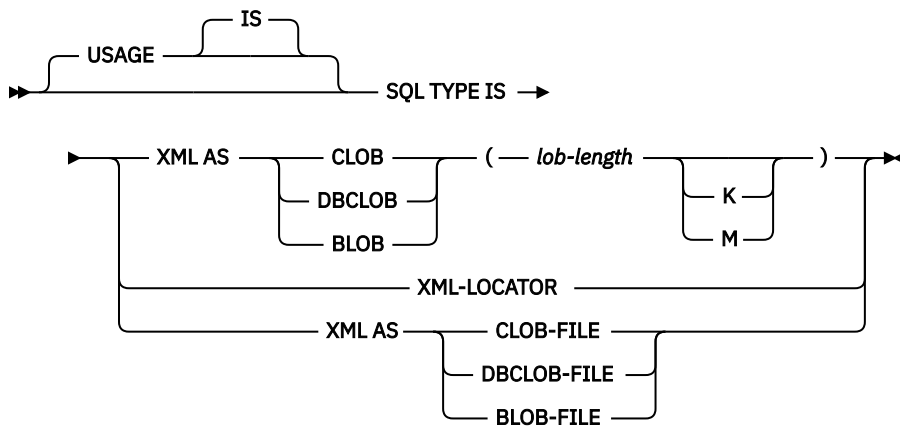 IS
USAGE
SQL TYPE IS
XML AS CLOB ( lob-length )
DBCLOB K
BLOB M
XML-LOCATOR
XML AS CLOB-FILE
DBCLOB-FILE
BLOB-FILE